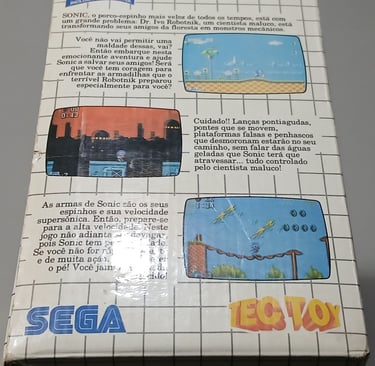 SONIC, o porco-espinho mais veloz de todos os tempos, está com
um grande problema: Dr. Ivo Robotnik, um cientista maluco, está
transformando seus amigos da floresta em monstros mecânicos.
Você não vai permitir uma
maldade dessas, vai?
Então embarque nesta
emocionante aventura e ajude
Sonic a salvar seus amigos! Será
que você tem coragem para
enfrentar as armadilhas que o
terrível Robotnik preparou
especialmente para você?
Cuidado!! Lanças pontiagudas,
pontes que se movem,
plataformas falsas e penhascos
que desmoronam estarão no seu
caminho, sem falar das águas
geladas que Sonic terá que
atravessar... tudo controlado
pelo cientista maluco!
As armas de Sonic são os seus
espinhos e sua velocidade
supersônica. Então, prepare-se
para a alta velocidade. Neste
jogo não adianta devagar,
pois Sonic tem
Se você não for
e de muita ação,
o pé! Você
SEGA
TEC TOY